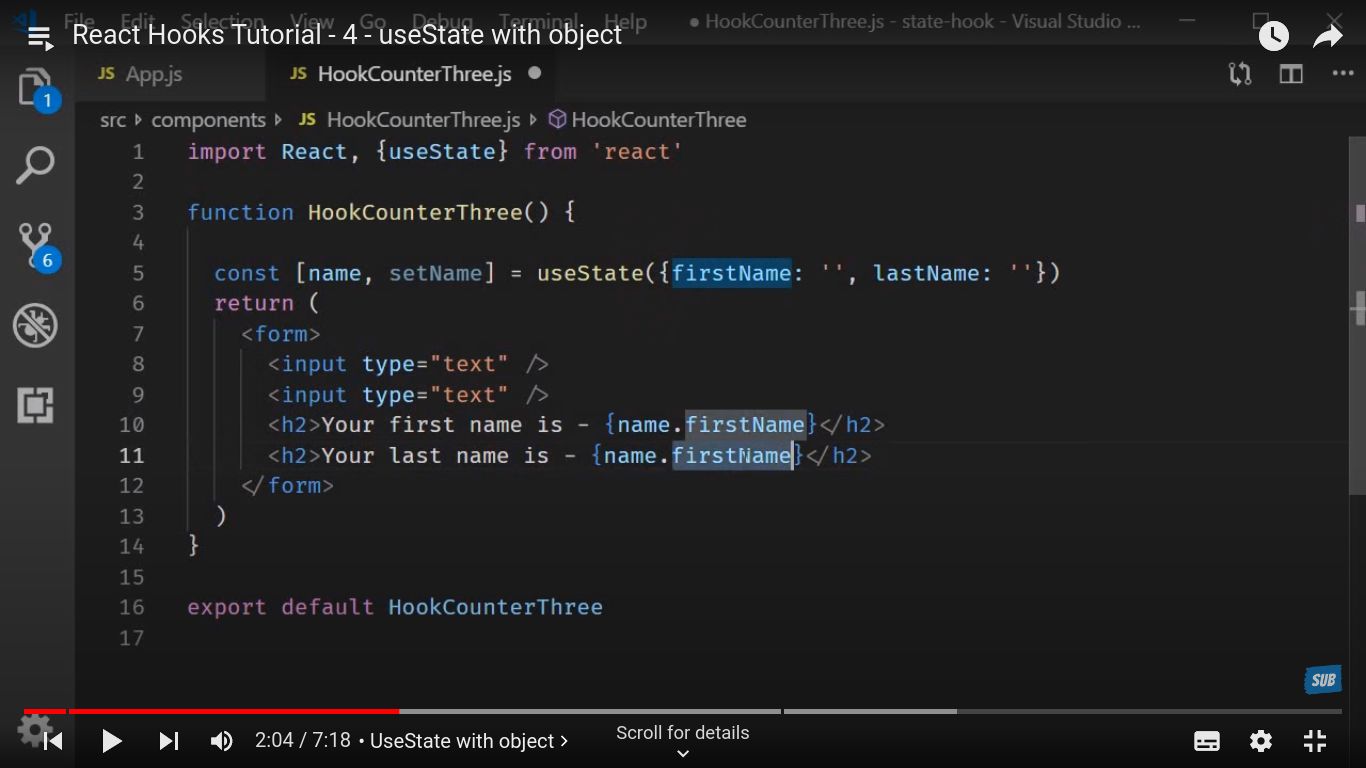 File Edit Selection View Go Debug Terminal Help ● HookCounterThree.js - state-hook - Visual Studio ...
React Hooks Tutorial - 4 - useState with object
JS App.js JS HookCounterThree.js
1
src components JS HookCounterThree.js HookCounterThree
1 import React, {useState} from 'react'
2
3 function HookCounterThree() {
4
5 const [name, setName] = useState({firstName: '', lastName: ''})
6 return (
7 <form>
8 <input type="text" />
9 <input type="text" />
10 <h2>Your first name is - {name.firstName}</h2>
11 <h2>Your last name is - {name.firstName}</h2>
12 </form>
13 )
14 }
15
16 export default HookCounterThree
17
6
SUB
2:04 / 7:18 • UseState with object >
Scroll for details